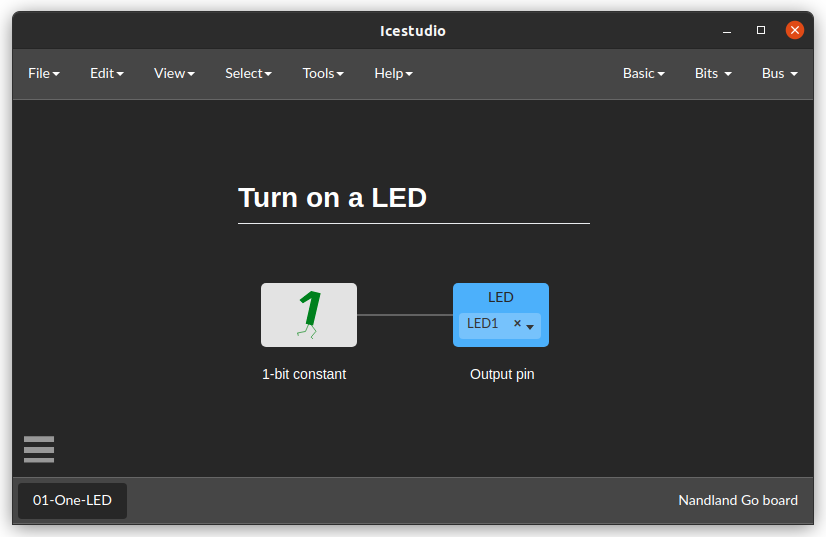 Icestudio
File Edit View Select Tools Help Basic Bits Bus
Turn on a LED
1
LED
LED1 ×
1-bit constant Output pin
01-One-LED Nandland Go board